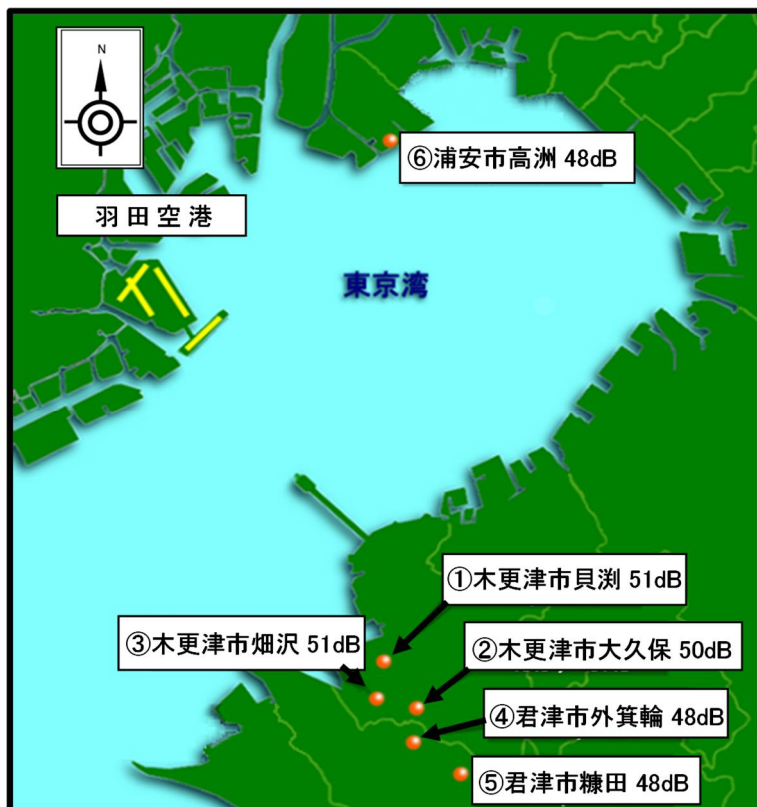 N
⑥浦安市高洲 48dB
羽田空港
東京湾
①木更津市貝渕 51dB
③木更津市畑沢 51dB
②木更津市大久保 50dB
④君津市外箕輪 48dB
⑤君津市糠田 48dB